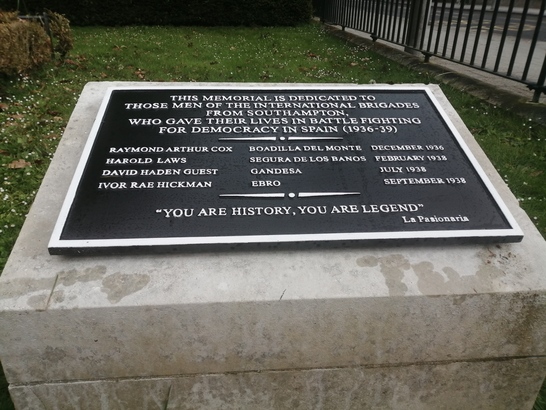 THIS MEMORIAL IS DEDICATED TO
THOSE MEN OF THE INTERNATIONAL BRIGADES
FROM SOUTHAMPTON,
WHO GAVE THEIR LIVES IN BATTLE FIGHTING
FOR DEMOCRACY IN SPAIN (1936-39)
RAYMOND ARTHUR COX BOADILLA DEL MONTE DECEMBER 1936
HAROLD LAWS SEGURA DE LOS BANOS FEBRUARY 1938
DAVID HADEN GUEST GANDESA JULY 1938
IVOR RAE HICKMAN EBRO SEPTEMBER 1938
"YOU ARE HISTORY, YOU ARE LEGEND"
La Pasionaria